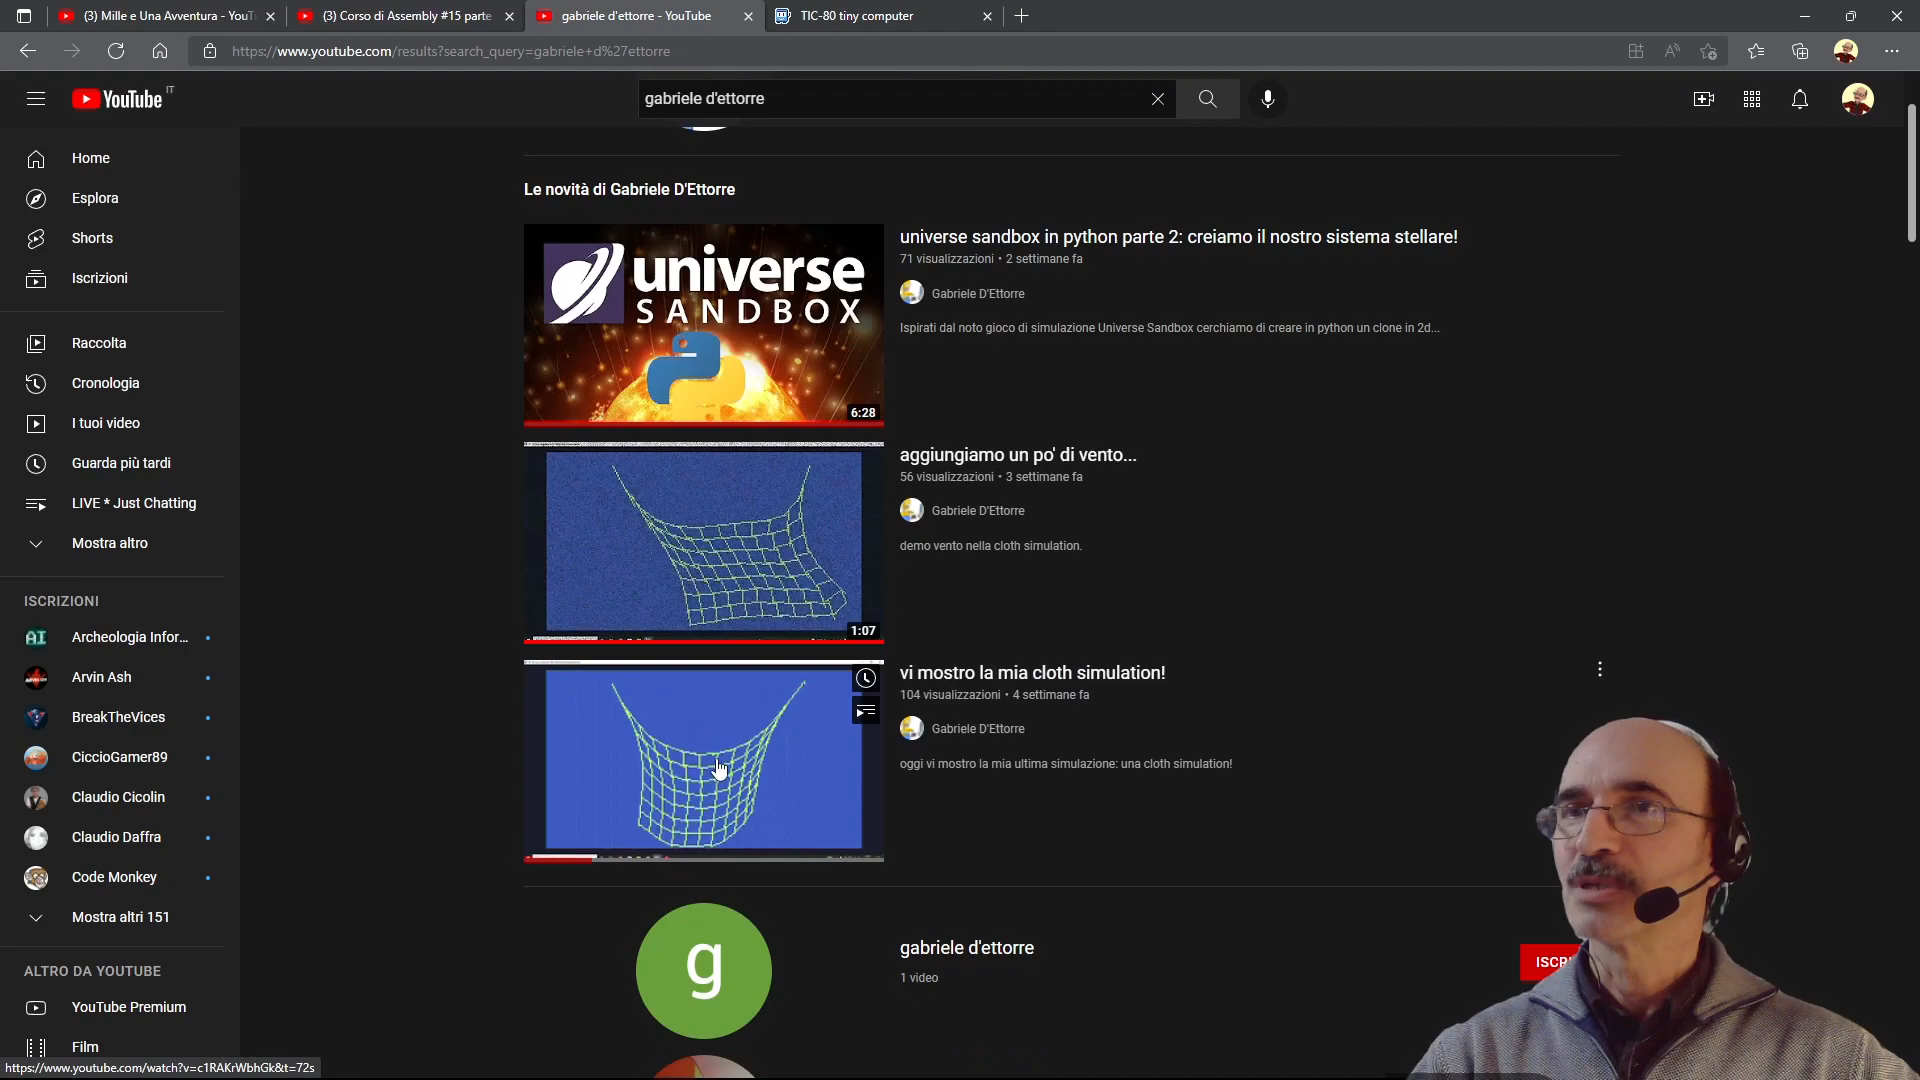 (3) Mille e Una Avventura - YouT
(3) Corso di Assembly #15 parte
gabriele d'ettorre - YouTube
TIC-80 tiny computer
https://www.youtube.com/results?search_query=gabriele+d%27ettorre
YouTube IT
gabriele d'ettorre
Home
Esplora
Shorts
Iscrizioni
Raccolta
Cronologia
I tuoi video
Guarda più tardi
LIVE * Just Chatting
Mostra altro
ISCRIZIONI
AI Archeologia Infor...
Arvin Ash
BreakTheVices
CiccioGamer89
Claudio Cicolin
Claudio Daffra
Code Monkey
Mostra altri 151
ALTRO DA YOUTUBE
YouTube Premium
Film
https://www.youtube.com/watch?v=c1RAKrWbhGk&t=72s
Le novità di Gabriele D'Ettorre
universe
SANDBOX
6:28
universe sandbox in python parte 2: creiamo il nostro sistema stellare!
71 visualizzazioni • 2 settimane fa
Gabriele D'Ettorre
Ispirati dal noto gioco di simulazione Universe Sandbox cerchiamo di creare in python un clone in 2d...
1:07
aggiungiamo un po' di vento...
56 visualizzazioni • 3 settimane fa
Gabriele D'Ettorre
demo vento nella cloth simulation.
vi mostro la mia cloth simulation!
104 visualizzazioni • 4 settimane fa
Gabriele D'Ettorre
oggi vi mostro la mia ultima simulazione: una cloth simulation!
g
gabriele d'ettorre
1 video
ISCR